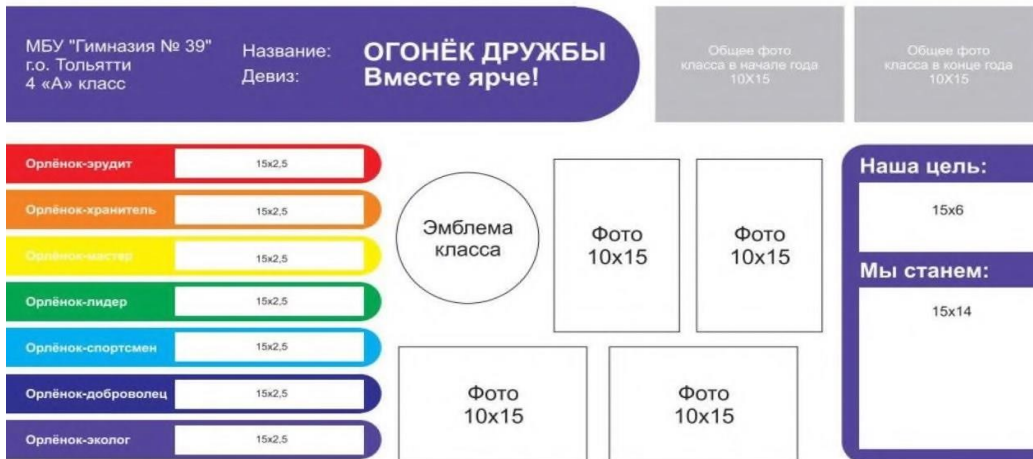 МБУ "Гимназия № 39"
г.о. Тольятти
4 «А» класс
Название:
Девиз:
ОГОНЁК ДРУЖБЫ
Вместе ярче!
Общее фото
класса в начале года
10Х15
Общее фото
класса в конце года
10Х15
Орлёнок-эрудит
15х2,5
Орлёнок-хранитель
15х2,5
Орлёнок-мастер
15х2,5
Орлёнок-лидер
15х2,5
Орлёнок-спортсмен
15х2,5
Орлёнок-доброволец
15х2,5
Орлёнок-эколог
15х2,5
Эмблема
класса
Фото
10х15
Фото
10х15
Фото
10х15
Фото
10х15
Наша цель:
15х6
Мы станем:
15х14